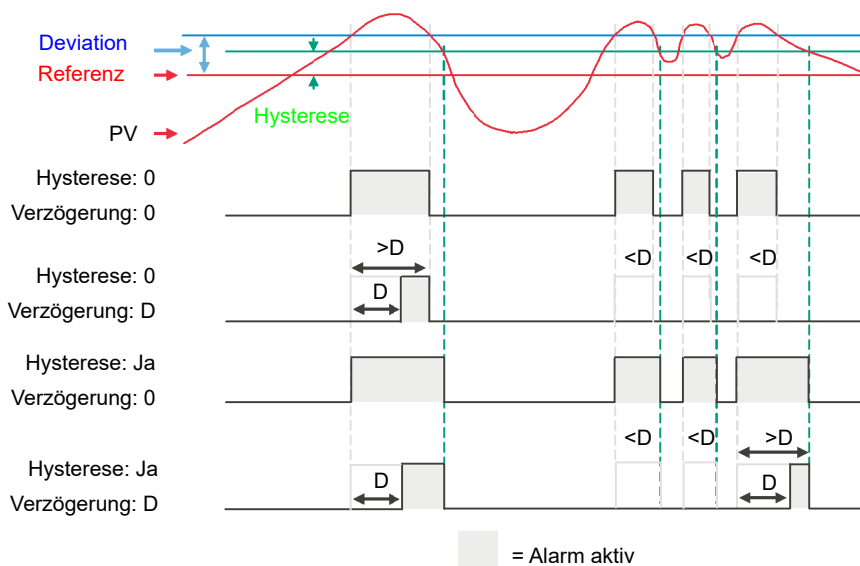 Deviation
Referenz
Hysterese
PV
Hysterese: 0
Verzögerung: 0
>D
<D <D <D
Hysterese: 0
D
Verzögerung: D
Hysterese: Ja
Verzögerung: 0
<D <D >D
Hysterese: Ja
D D
Verzögerung: D
= Alarm aktiv